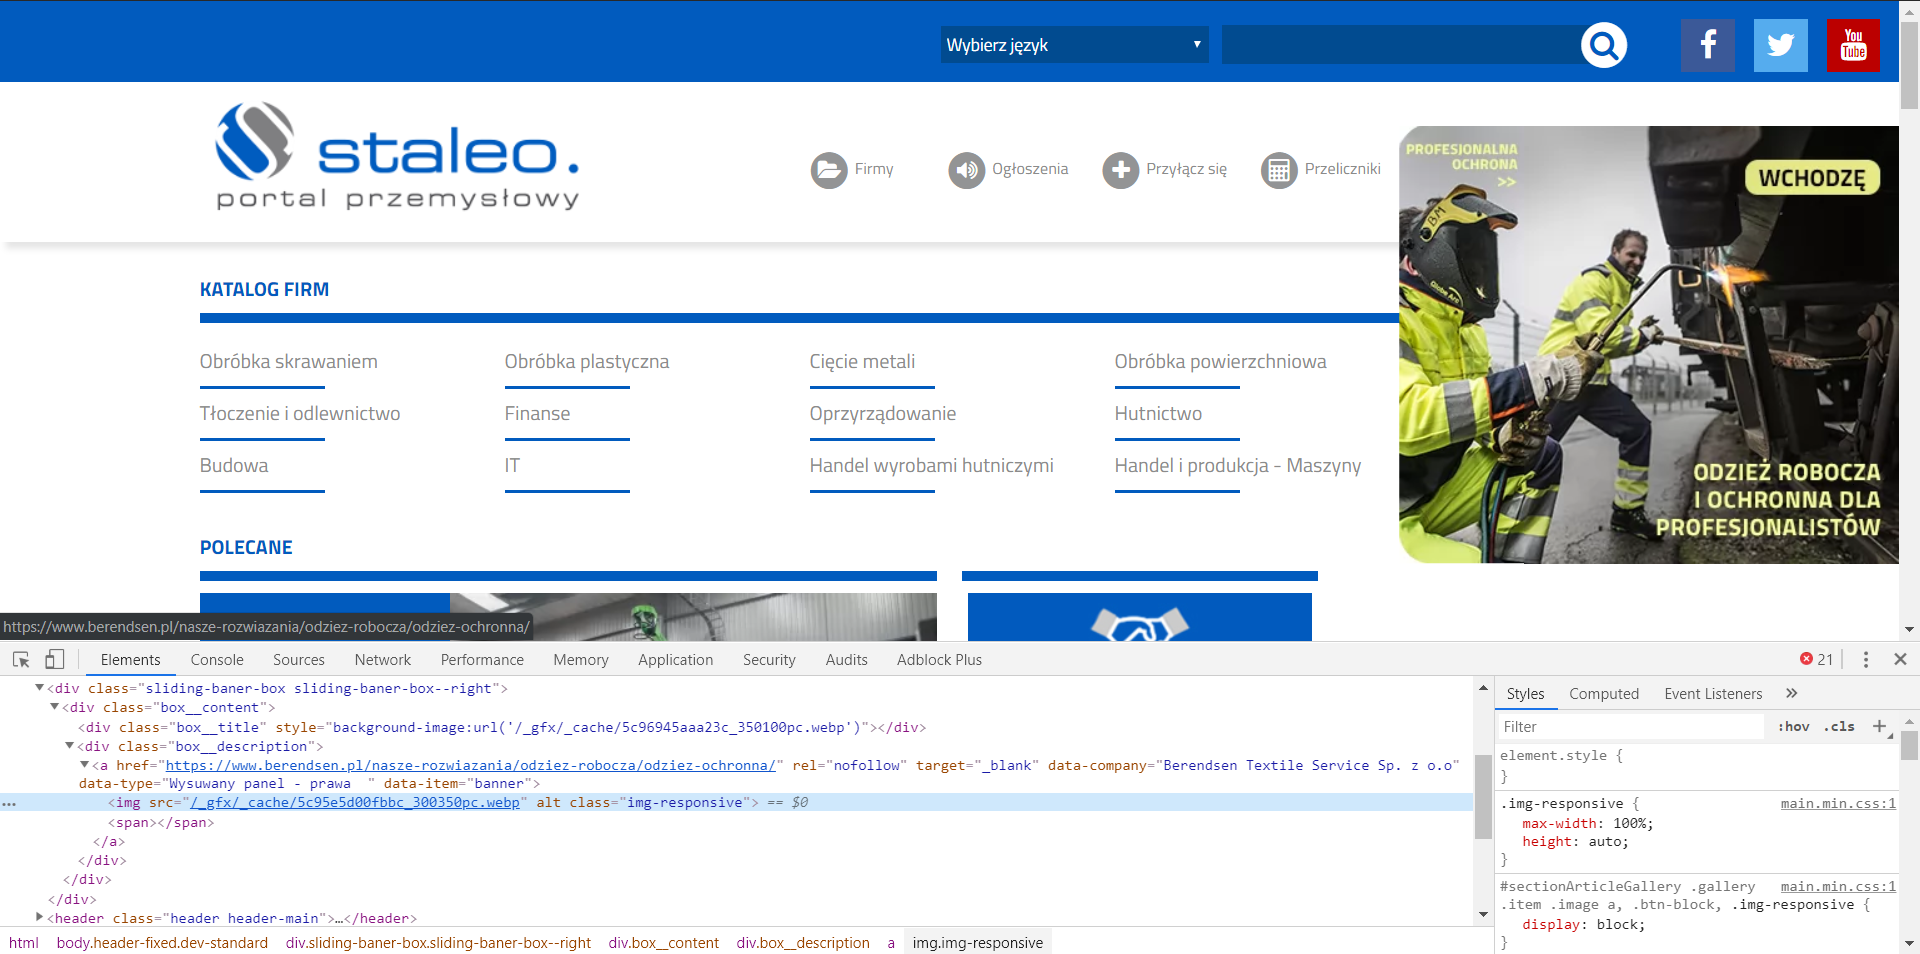 Wybierz język
You
Tube
staleo.
portal przemysłowy
Firmy
Ogłoszenia
Przyłącz się
Przeliczniki
PROFESJONALNA
OCHRONA
>>
WCHODZĘ
ODZIEŻ ROBOCZA
I OCHRONNA DLA
PROFESJONALISTÓW
KATALOG FIRM
Obróbka skrawaniem
Obróbka plastyczna
Cięcie metali
Obróbka powierzchniowa
Tłoczenie i odlewnictwo
Finanse
Oprzyrządowanie
Hutnictwo
Budowa
IT
Handel wyrobami hutniczymi
Handel i produkcja - Maszyny
POLECANE
https://www.berendsen.pl/nasze-rozwiazania/odziez-robocza/odziez-ochronna/
Elements Console Sources Network Performance Memory Application Security Audits Adblock Plus 21
<div class="sliding-baner-box sliding-baner-box--right">
<div class="box__content">
<div class="box__title" style="background-image:url('/_gfx/_cache/5c96945aaa23c_350100pc.webp')"></div>
<div class="box__description">
<a href="https://www.berendsen.pl/nasze-rozwiazania/odziez-robocza/odziez-ochronna/" rel="nofollow" target="_blank" data-company="Berendsen Textile Service Sp. z o.o"
data-type="Wysuwany panel - prawa  " data-item="banner">
... <img src="/_gfx/_cache/5c95e5d00fbbc_300350pc.webp" alt class="img-responsive"> == $0
<span></span>
</a>
</div>
</div>
</div>
<header class="header header-main">…</header>
html body.header-fixed.dev-standard div.sliding-baner-box.sliding-baner-box--right div.box__content div.box__description a img.img-responsive
Styles Computed Event Listeners »
Filter :hov .cls +
element.style {
}
.img-responsive { main.min.css:1
max-width: 100%;
height: auto;
}
#sectionArticleGallery .gallery main.min.css:1
.item .image a, .btn-block, .img-responsive {
display: block;
}